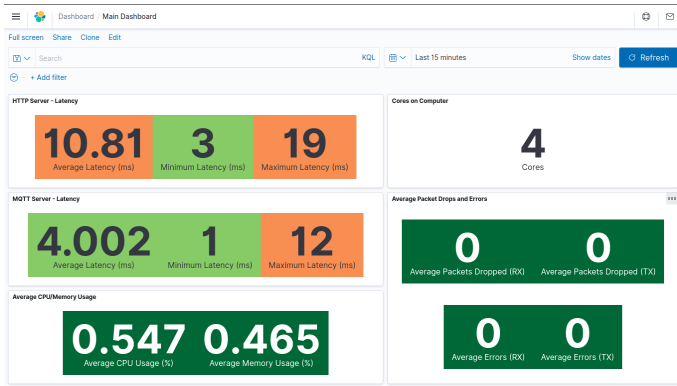 Dashboard / Main Dashboard
Full screen Share Clone Edit
Search KQL Last 15 minutes Show dates Refresh
+ Add filter
HTTP Server - Latency
10.81 3 19
Average Latency (ms) Minimum Latency (ms) Maximum Latency (ms)
Cores on Computer
4
Cores
MQTT Server - Latency
4.002 1 12
Average Latency (ms) Minimum Latency (ms) Maximum Latency (ms)
Average Packet Drops and Errors
0 0
Average Packets Dropped (RX) Average Packets Dropped (TX)
0 0
Average Errors (RX) Average Errors (TX)
Average CPU/Memory Usage
0.547 0.465
Average CPU Usage (%) Average Memory Usage (%)